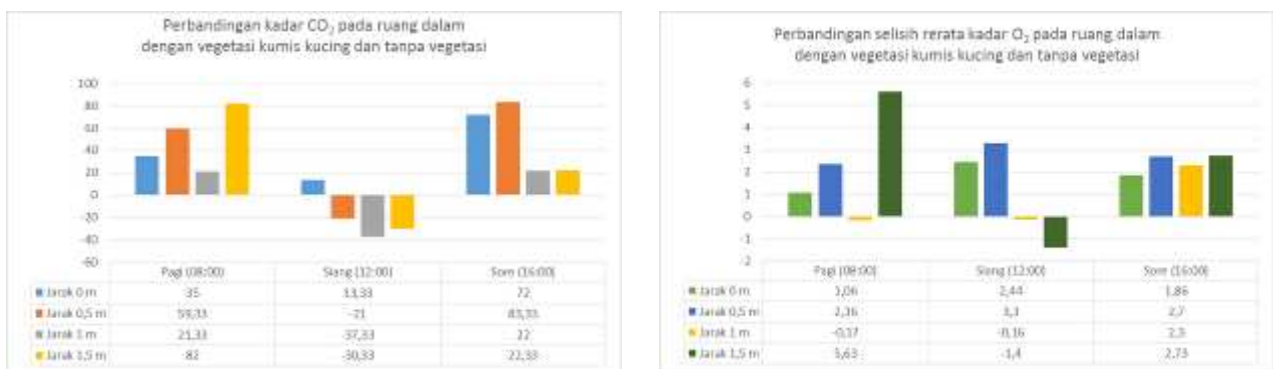 Perbandingan kadar CO₂ pada ruang dalam
dengan vegetasi kumis kucing dan tanpa vegetasi
100
80
60
40
20
0
-20
-40
-60
Pagi (08:00) Siang (12:00) Sore (16:00)
Jarak 0 m 35 13,33 72
Jarak 0,5 m 59,33 -21 83,33
Jarak 1 m 21,33 -37,33 22
Jarak 1,5 m 82 -30,33 22,33
Perbandingan selisih rerata kadar O₂ pada ruang dalam
dengan vegetasi kumis kucing dan tanpa vegetasi
6
5
4
3
2
1
0
-1
-2
Pagi (08:00) Siang (12:00) Sore (16:00)
Jarak 0 m 1,06 2,44 1,86
Jarak 0,5 m 2,36 3,3 2,7
Jarak 1 m -0,17 -0,16 2,3
Jarak 1,5 m 5,63 -1,4 2,73